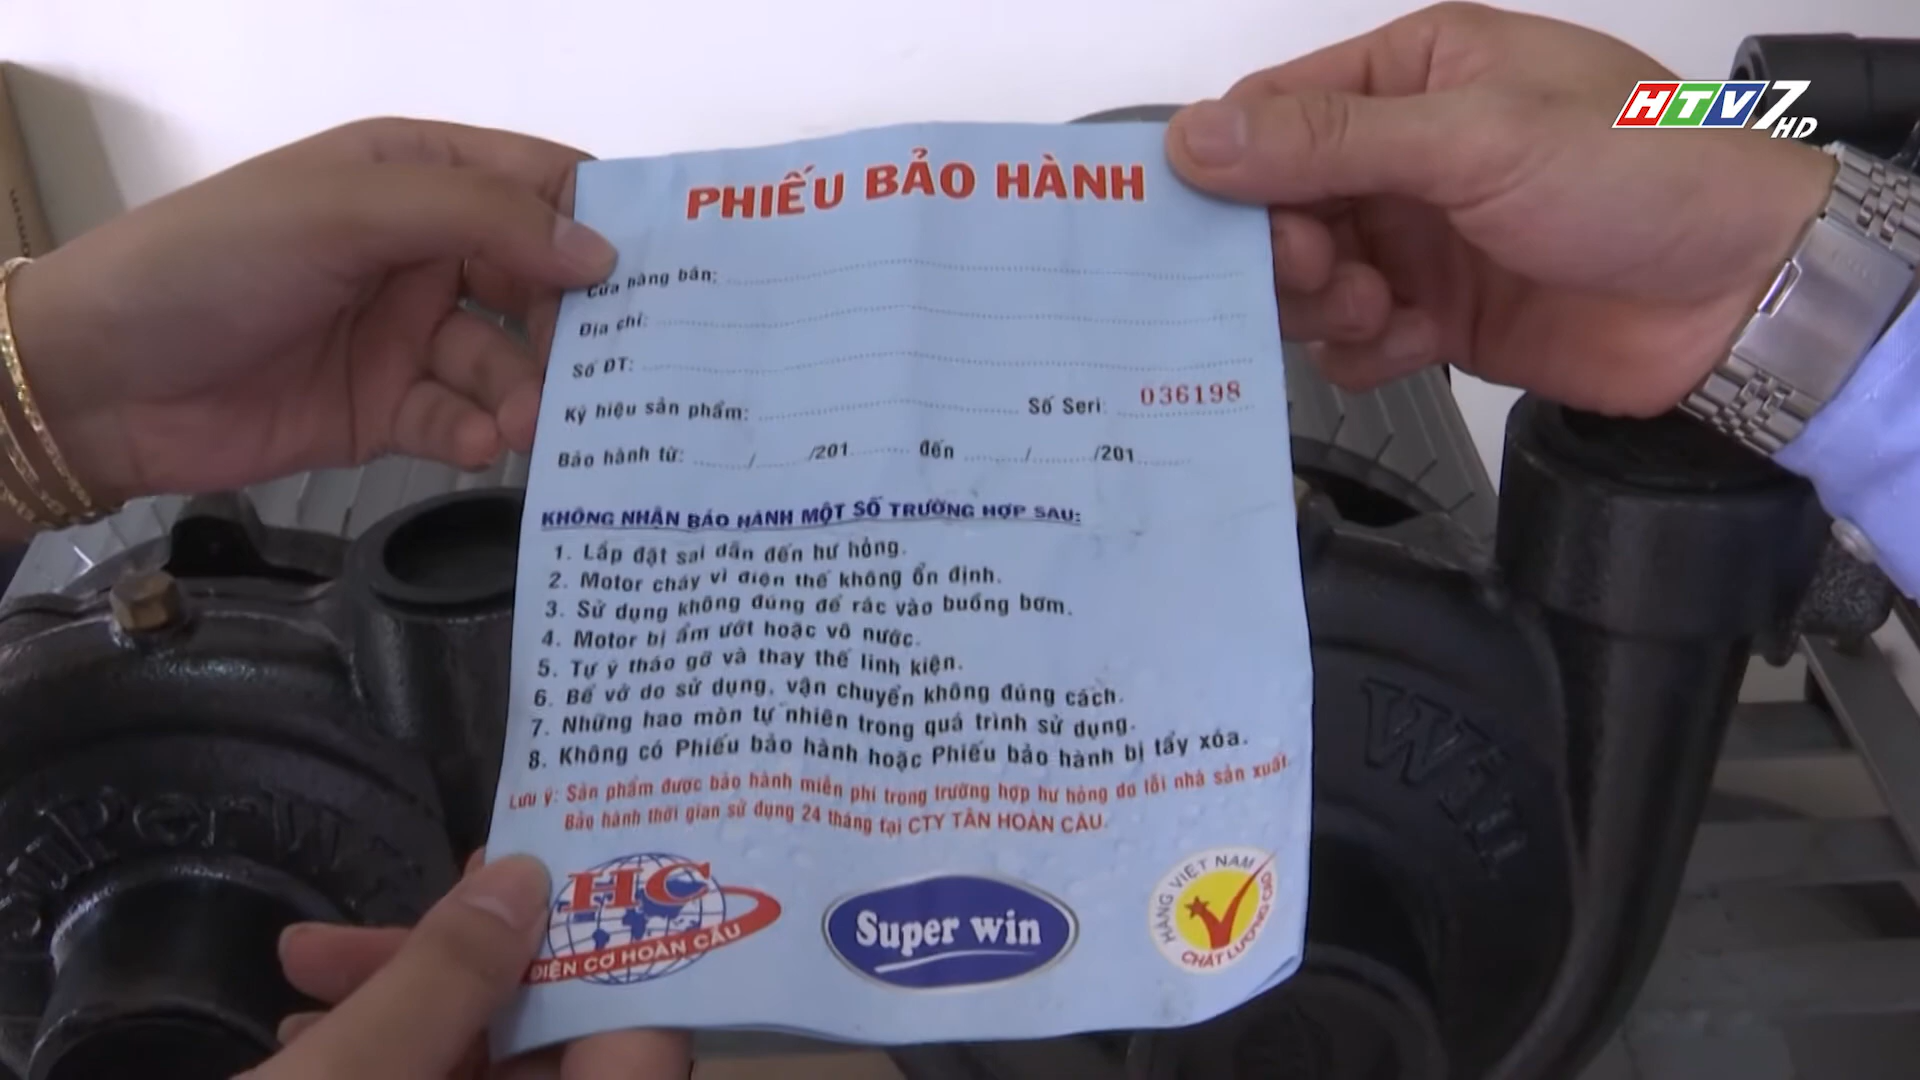 HTV7
HD
PHIẾU BẢO HÀNH
Cửa hàng bán:
Địa chỉ:
Số ĐT:
Ký hiệu sản phẩm: Số Seri: 036198
Bảo hành từ: / /201 đến / /201
KHÔNG NHẬN BẢO HÀNH MỘT SỐ TRƯỜNG HỢP SAU:
1. Lắp đặt sai dẫn đến hư hỏng.
2. Motor cháy vì điện thế không ổn định.
3. Sử dụng không đúng để rác vào buồng bơm.
4. Motor bị ẩm ướt hoặc vô nước.
5. Tự ý tháo gỡ và thay thế linh kiện.
6. Bể vỡ do sử dụng, vận chuyển không đúng cách.
7. Những hao mòn tự nhiên trong quá trình sử dụng.
8. Không có Phiếu bảo hành hoặc Phiếu bảo hành bị tẩy xóa.
Lưu ý: Sản phẩm được bảo hành miễn phí trong trường hợp hư hỏng do lỗi nhà sản xuất.
Bảo hành thời gian sử dụng 24 tháng tại CTY TÂN HOÀN CẦU.
HC
ĐIỆN CƠ HOÀN CẦU
Super win
HÀNG VIỆT NAM
CHẤT LƯỢNG CAO
SuperWin
Win